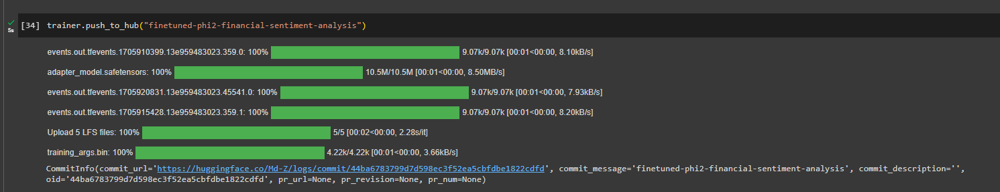 [34] trainer.push_to_hub("finetuned-phi2-financial-sentiment-analysis")
5s
events.out.tfevents.1705910399.13e959483023.359.0: 100% 9.07k/9.07k [00:01<00:00, 8.10kB/s]
adapter_model.safetensors: 100% 10.5M/10.5M [00:01<00:00, 8.50MB/s]
events.out.tfevents.1705920831.13e959483023.45541.0: 100% 9.07k/9.07k [00:01<00:00, 7.93kB/s]
events.out.tfevents.1705915428.13e959483023.359.1: 100% 9.07k/9.07k [00:01<00:00, 8.20kB/s]
Upload 5 LFS files: 100% 5/5 [00:02<00:00, 2.28s/it]
training_args.bin: 100% 4.22k/4.22k [00:01<00:00, 3.66kB/s]
CommitInfo(commit_url='https://huggingface.co/Md-Z/logs/commit/44ba6783799d7d598ec3f52ea5cbfdbe1822cdfd', commit_message='finetuned-phi2-financial-sentiment-analysis', commit_description='',
oid='44ba6783799d7d598ec3f52ea5cbfdbe1822cdfd', pr_url=None, pr_revision=None, pr_num=None)